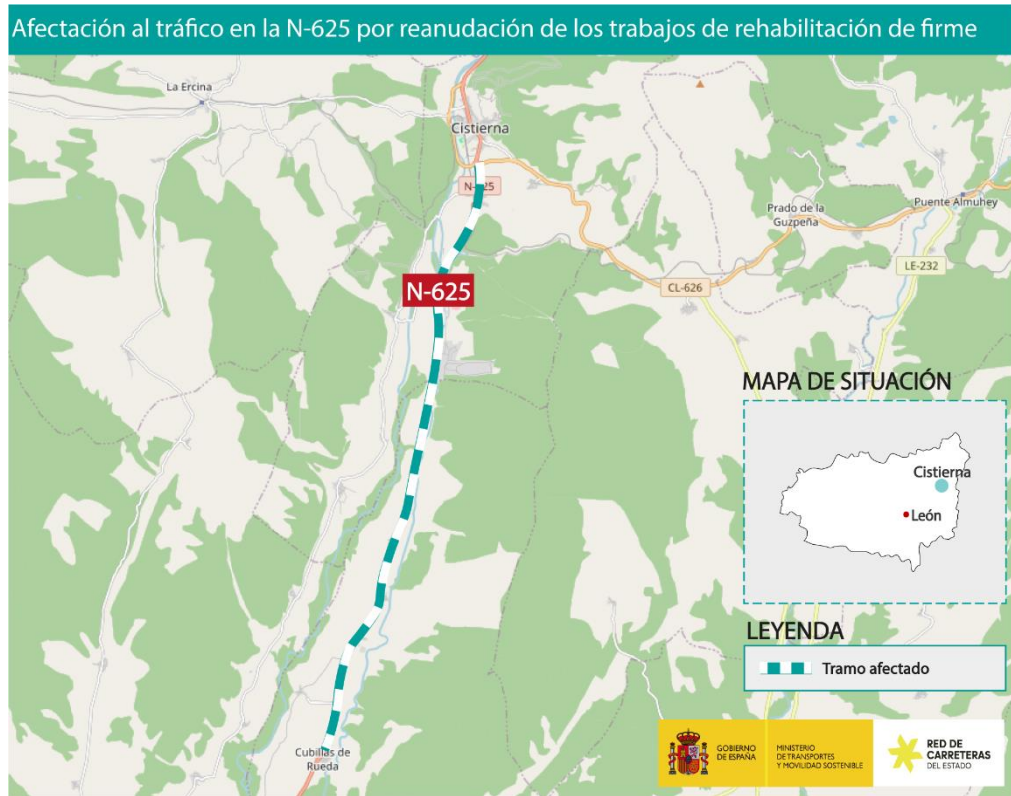 Afectación al tráfico en la N-625 por reanudación de los trabajos de rehabilitación de firme
La Ercina
Cistierna
N-625
Prado de la
Guzpeña
Puente Almuhey
LE-232
CL-626
N-625
MAPA DE SITUACIÓN
Cistierna
León
LEYENDA
Tramo afectado
Cubillas de
Rueda
GOBIERNO
DE ESPAÑA
MINISTERIO
DE TRANSPORTES
Y MOVILIDAD SOSTENIBLE
RED DE
CARRETERAS
DEL ESTADO